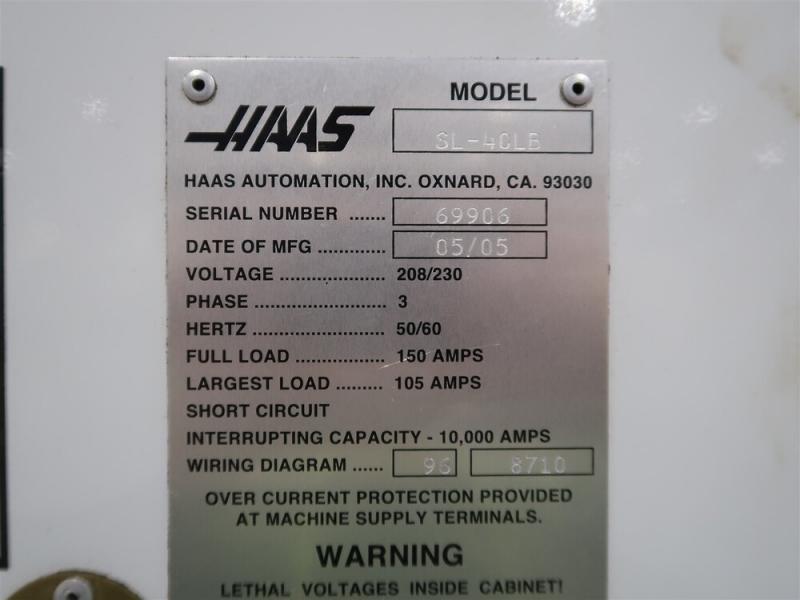 MODEL
HAAS
SL-40LB
HAAS AUTOMATION, INC. OXNARD, CA. 93030
SERIAL NUMBER ....... 69906
DATE OF MFG ............. 05/05
VOLTAGE .................... 208/230
PHASE ......................... 3
HERTZ ......................... 50/60
FULL LOAD ................. 150 AMPS
LARGEST LOAD ......... 105 AMPS
SHORT CIRCUIT
INTERRUPTING CAPACITY - 10,000 AMPS
WIRING DIAGRAM ...... 96 8710
OVER CURRENT PROTECTION PROVIDED
AT MACHINE SUPPLY TERMINALS.
WARNING
LETHAL VOLTAGES INSIDE CABINET!